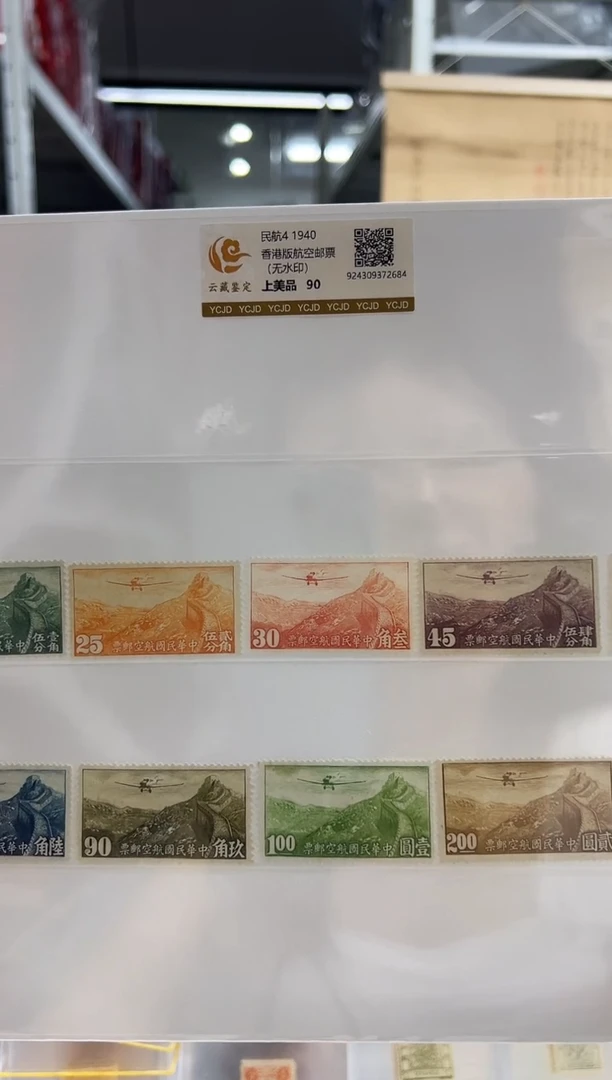 民航4 1940
香港版航空邮票
(无水印)
上美品 90
云藏鉴定
924309372684
YCJD YCJD YCJD YCJD YCJD YCJD YCJD
伍分 壹角
25 票郵空航國民華中 伍分 貳角
30 票郵空航國民華中 角叁
45 票郵空航國民華中 伍分 肆角
角陸
90 票郵空航國民華中 角玖
100 票郵空航國民華中 圓壹
200 票郵空航國民華中 圓貳